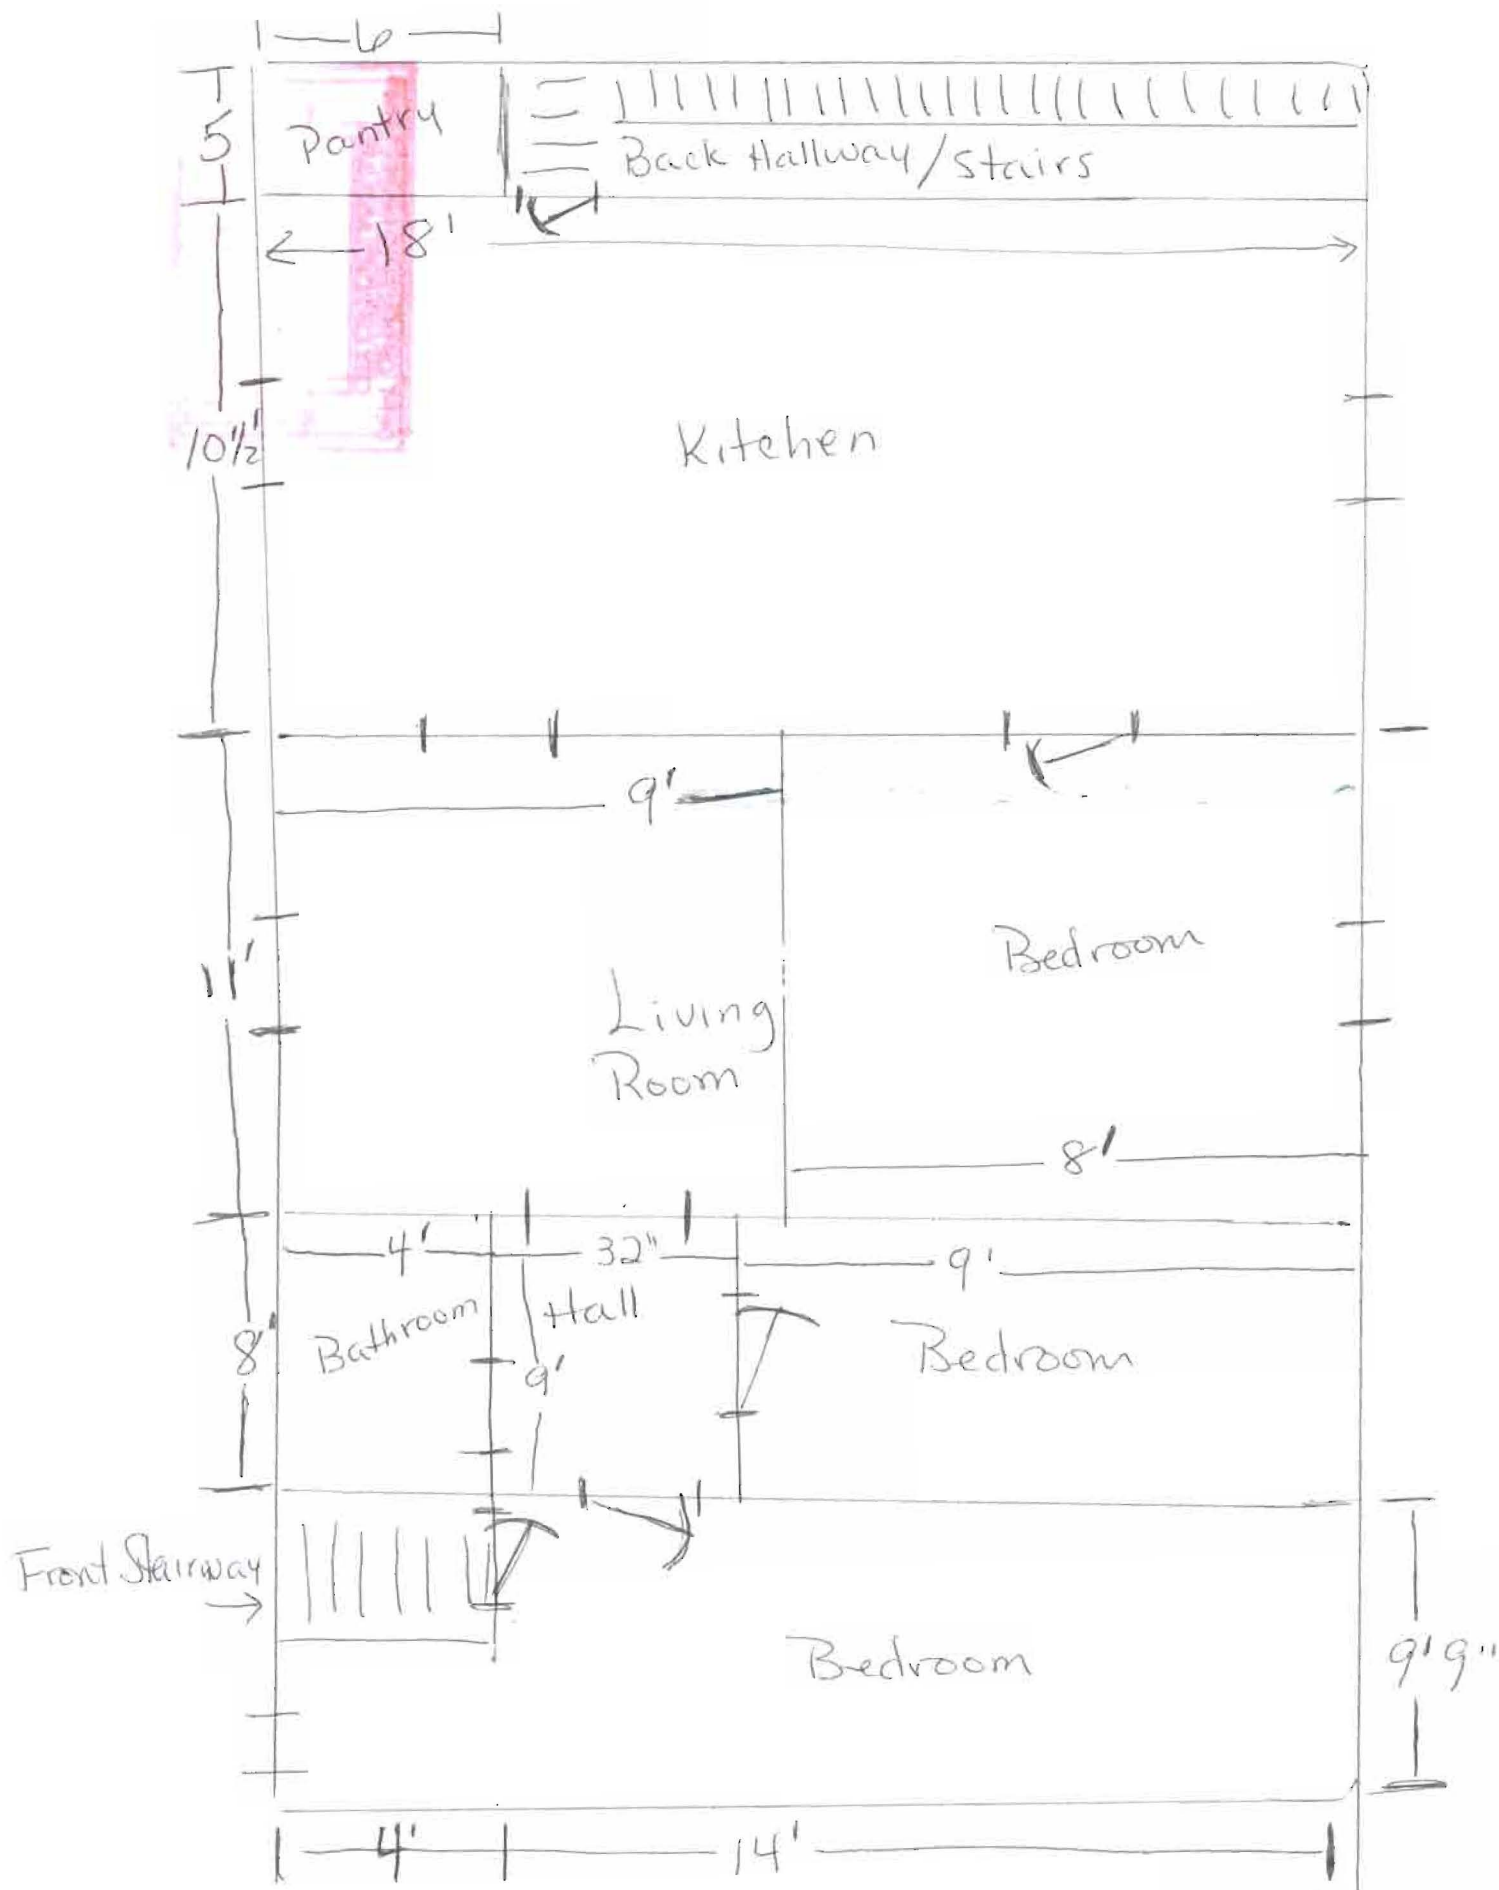 6
5
Pantry
Back Hallway/Stairs
18'
10½'
Kitchen
9'
11'
Bedroom
Living
Room
8'
4'
32"
9'
Hall
Bathroom
8'
9'
Bedroom
Front Stairway
Bedroom
9'9"
4'
14'